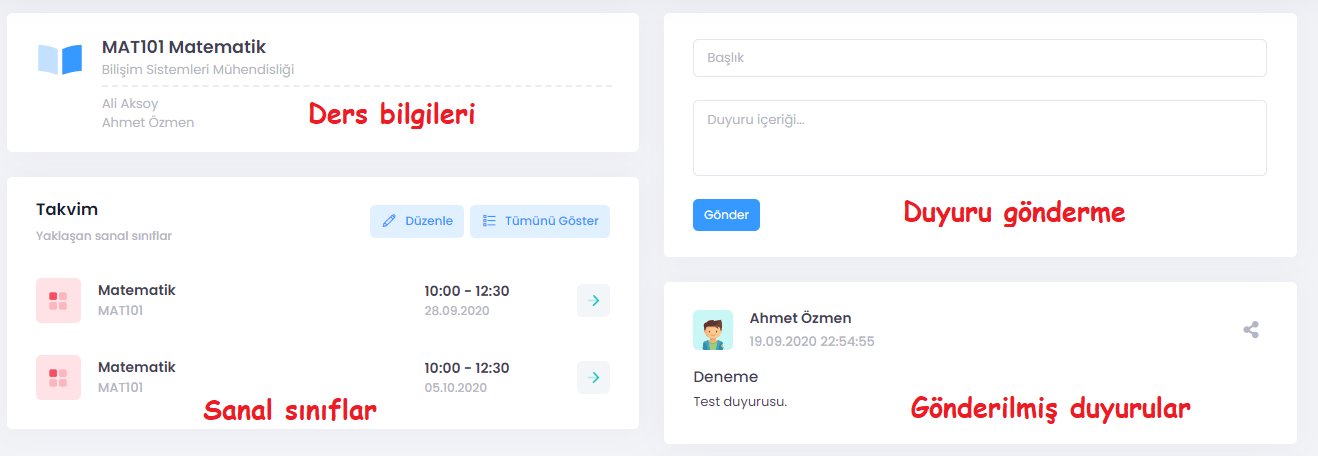 MAT101 Matematik
Bilişim Sistemleri Mühendisliği
Ali Aksoy
Ahmet Özmen
Ders bilgileri
Takvim
Yaklaşan sanal sınıflar
Düzenle
Tümünü Göster
Matematik
MAT101
10:00 - 12:30
28.09.2020
Matematik
MAT101
10:00 - 12:30
05.10.2020
Sanal sınıflar
Başlık
Duyuru içeriği...
Gönder
Duyuru gönderme
Ahmet Özmen
19.09.2020 22:54:55
Deneme
Test duyurusu.
Gönderilmiş duyurular